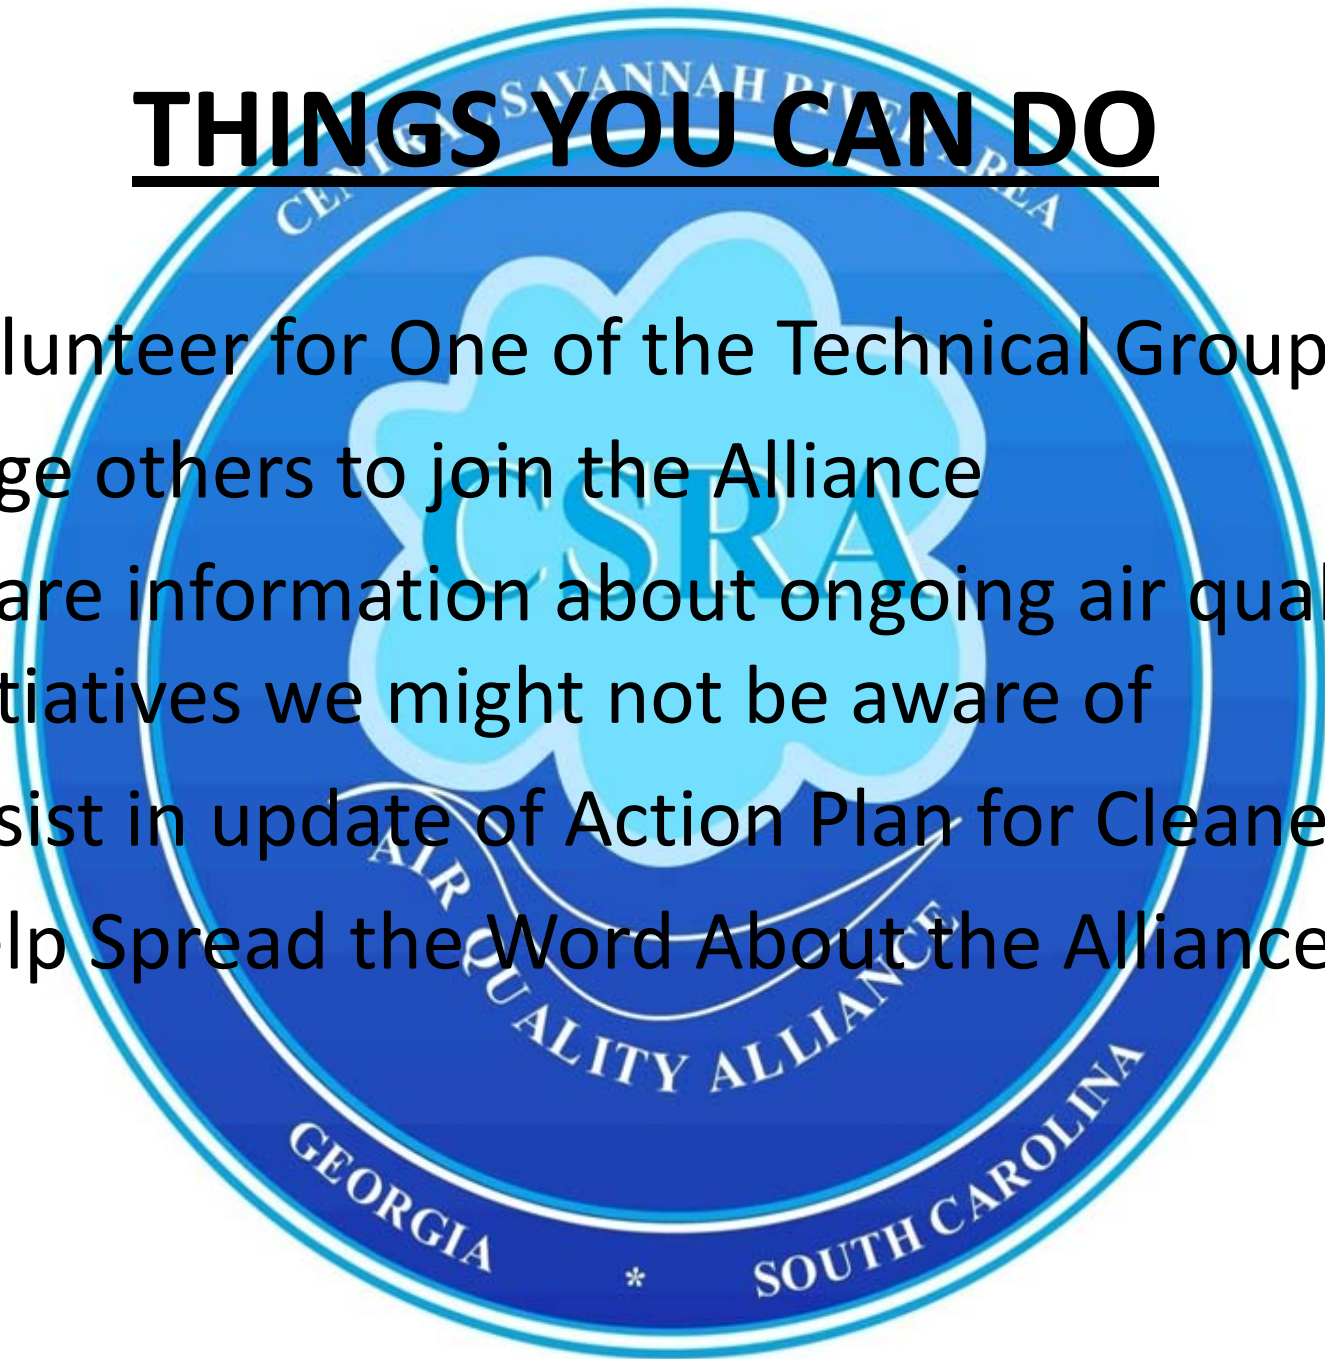 CENTRAL SAVANNAH RIVER AREA
THINGS YOU CAN DO
lunteer for One of the Technical Group
ge others to join the Alliance
CSRA
are information about ongoing air qual
tiatives we might not be aware of
sist in update of Action Plan for Cleane
lp Spread the Word About the Alliance
AIR QUALITY ALLIANCE
GEORGIA * SOUTH CAROLINA